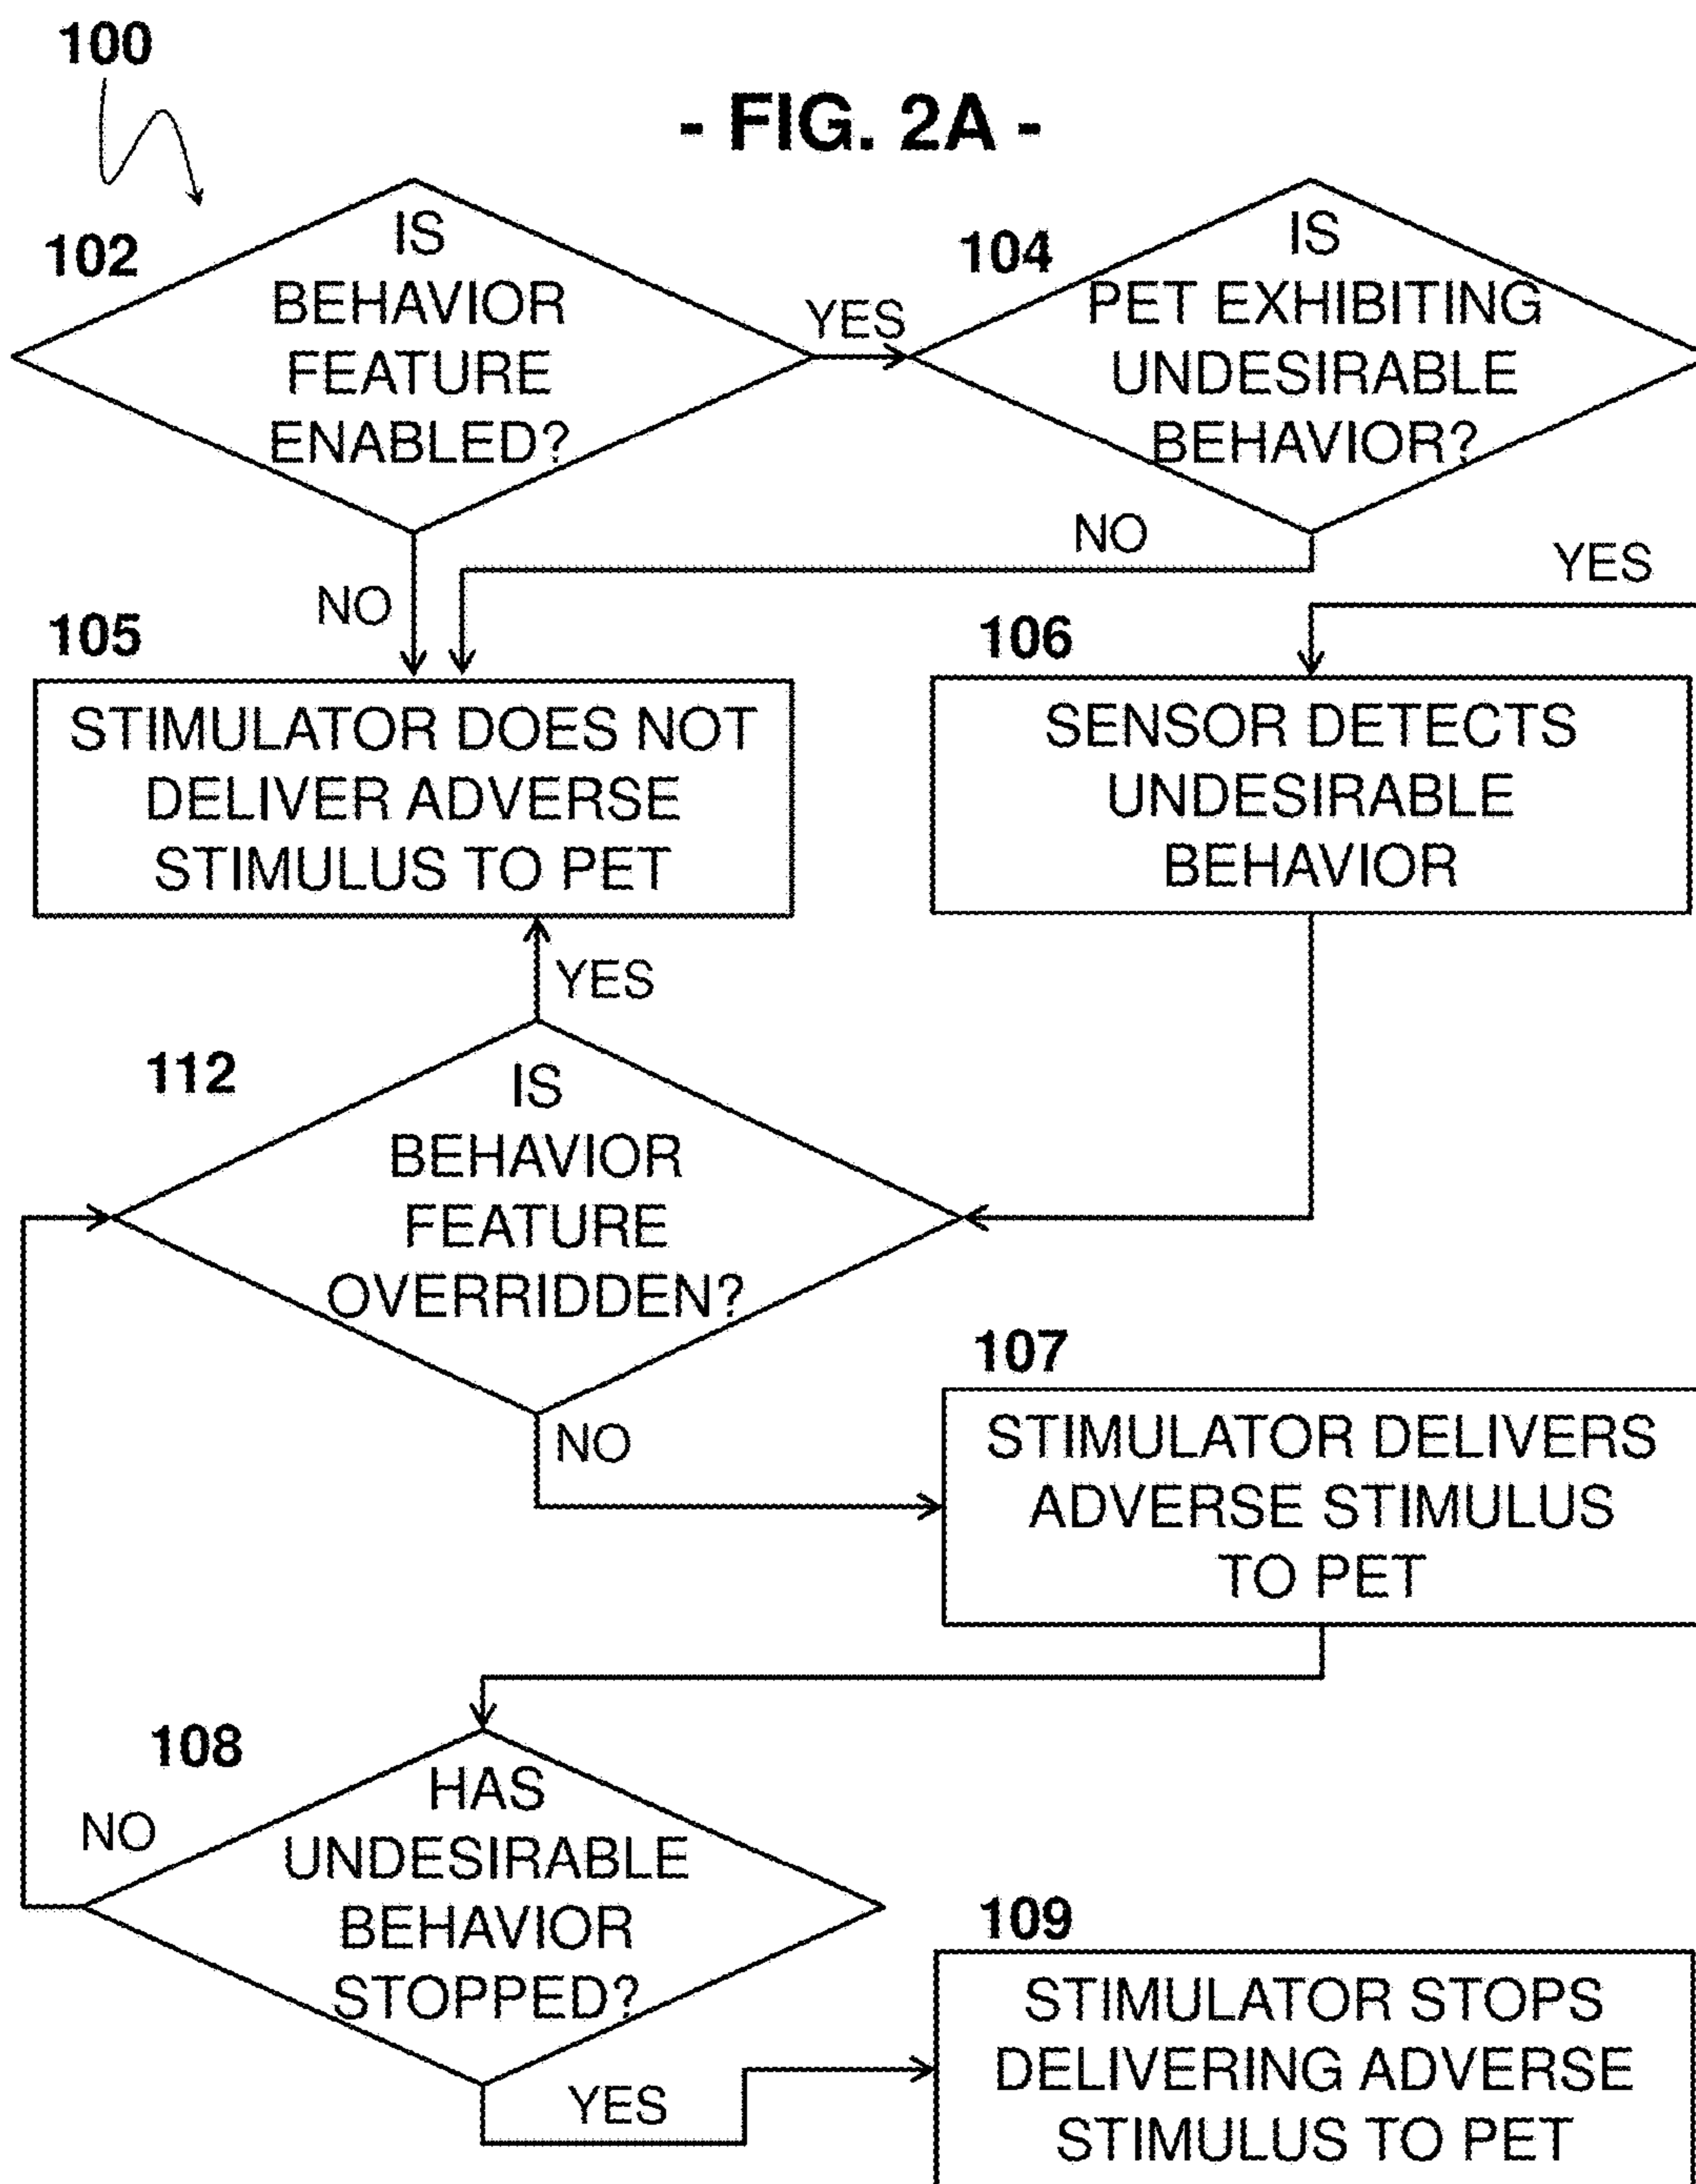 100
- FIG. 2A -
102
IS
BEHAVIOR
FEATURE
ENABLED?
YES
104
IS
PET EXHIBITING
UNDESIRABLE
BEHAVIOR?
NO
NO
YES
105
STIMULATOR DOES NOT
DELIVER ADVERSE
STIMULUS TO PET
106
SENSOR DETECTS
UNDESIRABLE
BEHAVIOR
YES
112
IS
BEHAVIOR
FEATURE
OVERRIDDEN?
NO
107
STIMULATOR DELIVERS
ADVERSE STIMULUS
TO PET
108
HAS
UNDESIRABLE
BEHAVIOR
STOPPED?
NO
YES
109
STIMULATOR STOPS
DELIVERING ADVERSE
STIMULUS TO PET